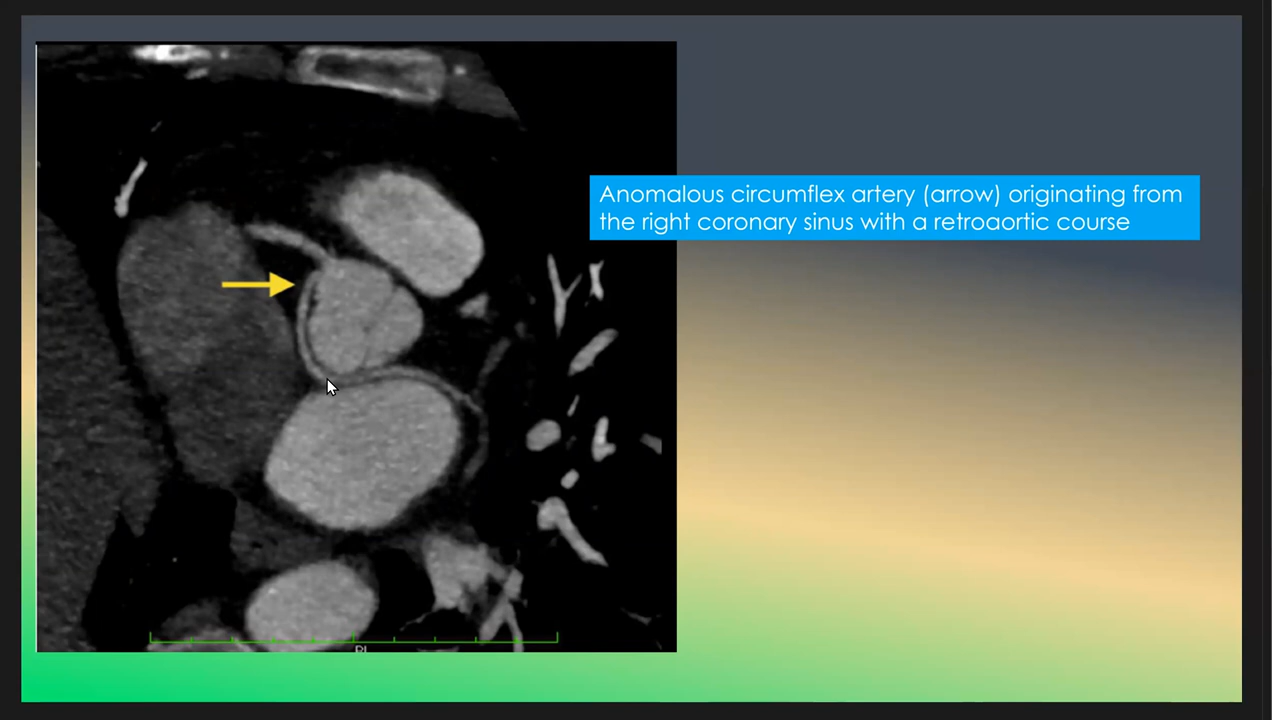 Anomalous circumflex artery (arrow) originating from
the right coronary sinus with a retroaortic course